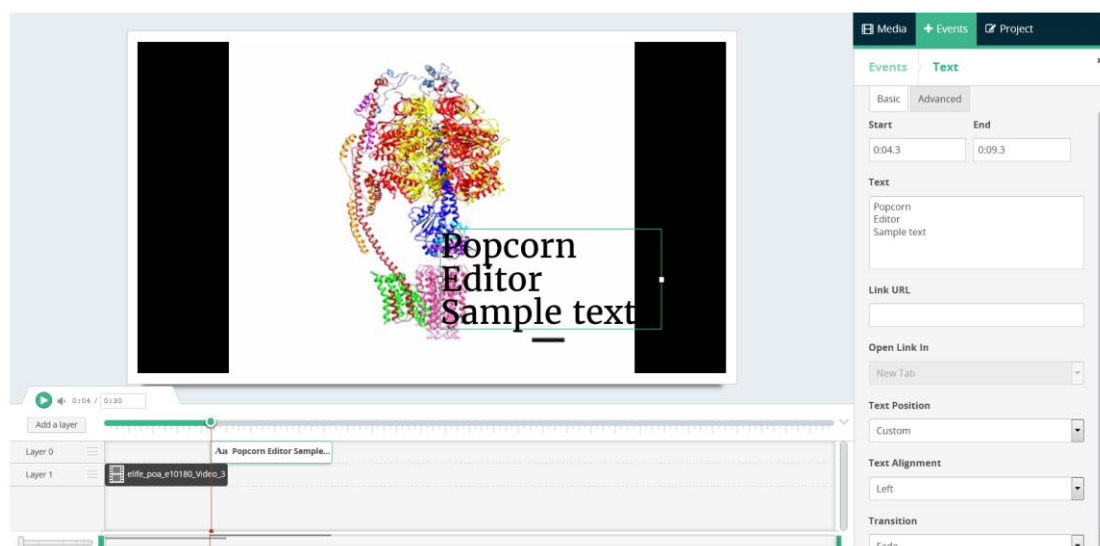 Media
Events
Project
Events
Text
Basic
Advanced
Start
End
0:04.3
0:09.3
Text
Popcorn
Editor
Sample text
Link URL
Open Link In
New Tab
Text Position
Custom
Text Alignment
Left
Transition
Fade
Popcorn
Editor
Sample text
0:04 / 0:30
Add a layer
Layer 0
Aa Popcorn Editor Sample...
Layer 1
elife_poa_e10180_Video_3